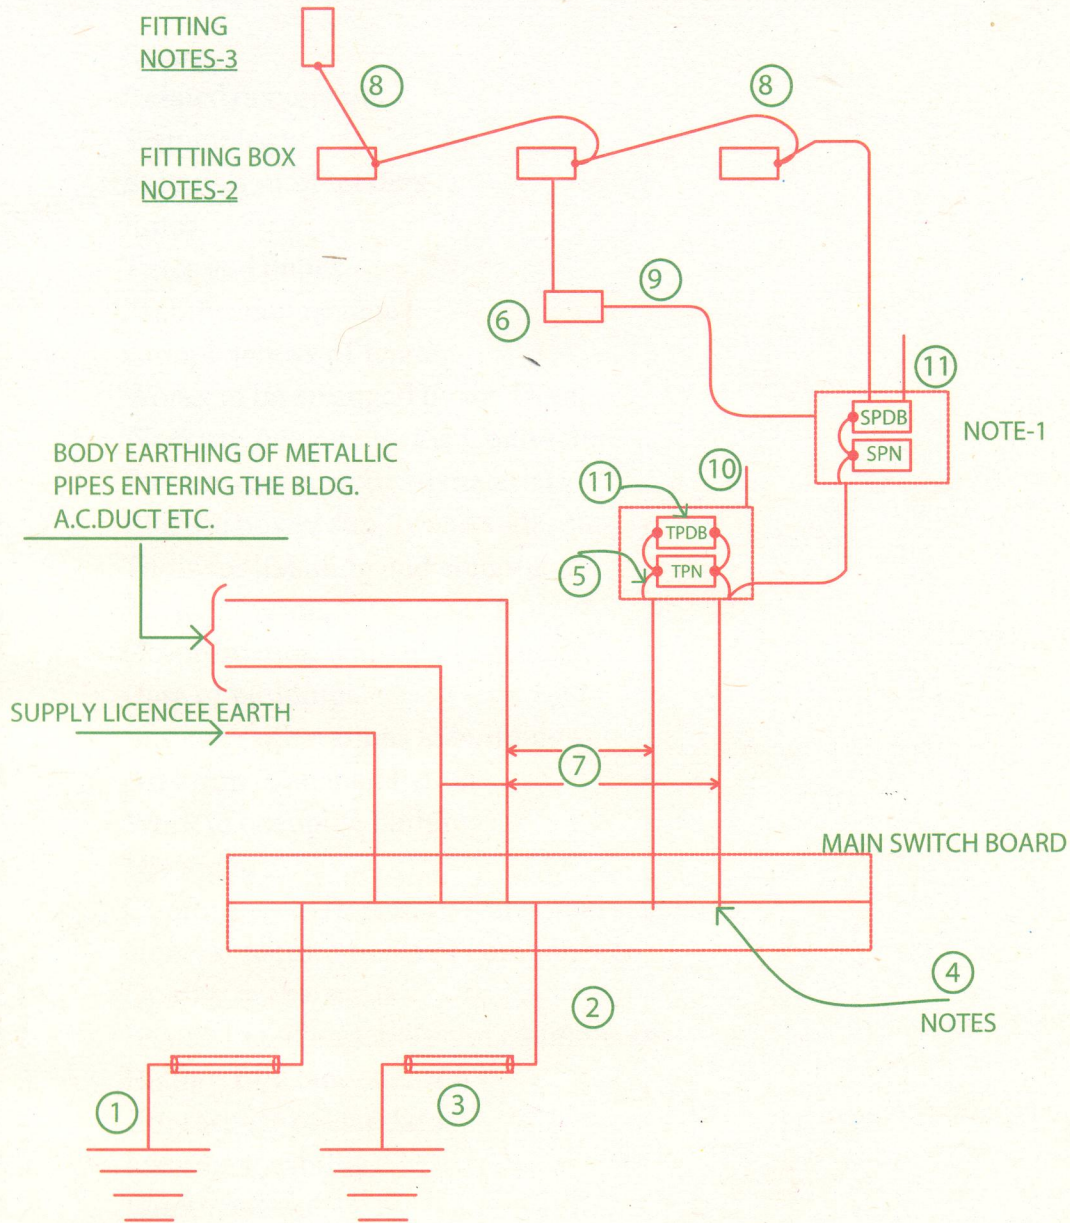 FITTING
NOTES-3
8
8
FITTTING BOX
NOTES-2
9
6
11
SPDB
NOTE-1
SPN
BODY EARTHING OF METALLIC
PIPES ENTERING THE BLDG.
A.C.DUCT ETC.
10
11
TPDB
5
TPN
SUPPLY LICENCEE EARTH
7
MAIN SWITCH BOARD
4
2
NOTES
1
3